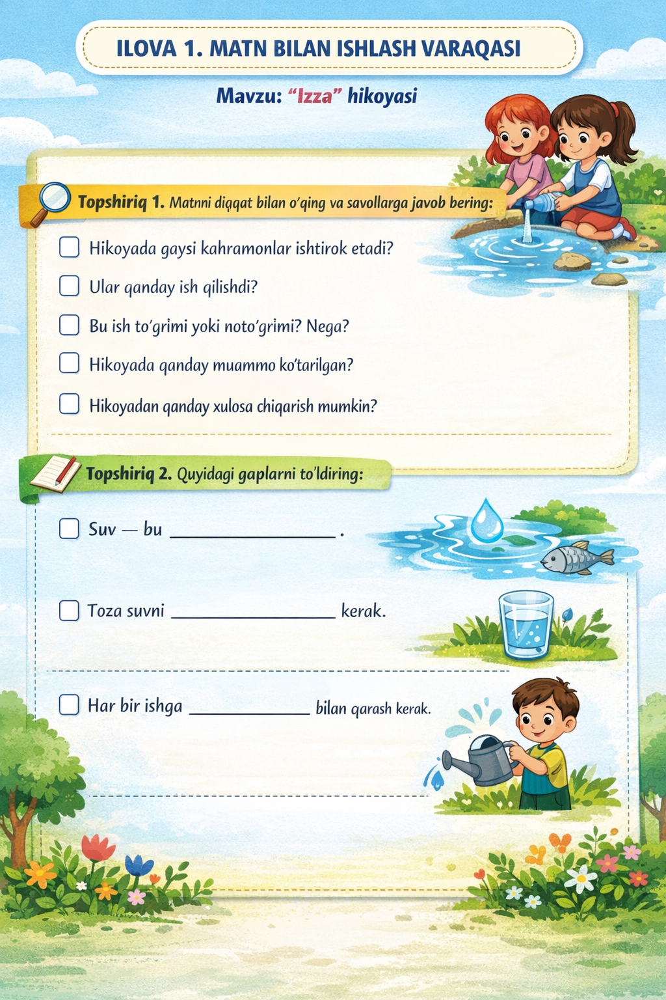 ILOVA 1. MATN BILAN ISHLASH VARAQASI
Mavzu: “Izza” hikoyasi
Topshiriq 1. Matnni diqqat bilan o’qing va savollarga javob bering:
Hikoyada gaysi kahramonlar ishtirok etadi?
Ular qanday ish qilishdi?
Bu ish to’grimi yoki noto’grimi? Nega?
Hikoyada qanday muammo ko’tarilgan?
Hikoyadan qanday xulosa chiqarish mumkin?
Topshiriq 2. Quyidagi gaplarni to’ldiring:
Suv — bu ____________________ .
Toza suvni ____________________ kerak.
Har bir ishga _______________ bilan qarash kerak.